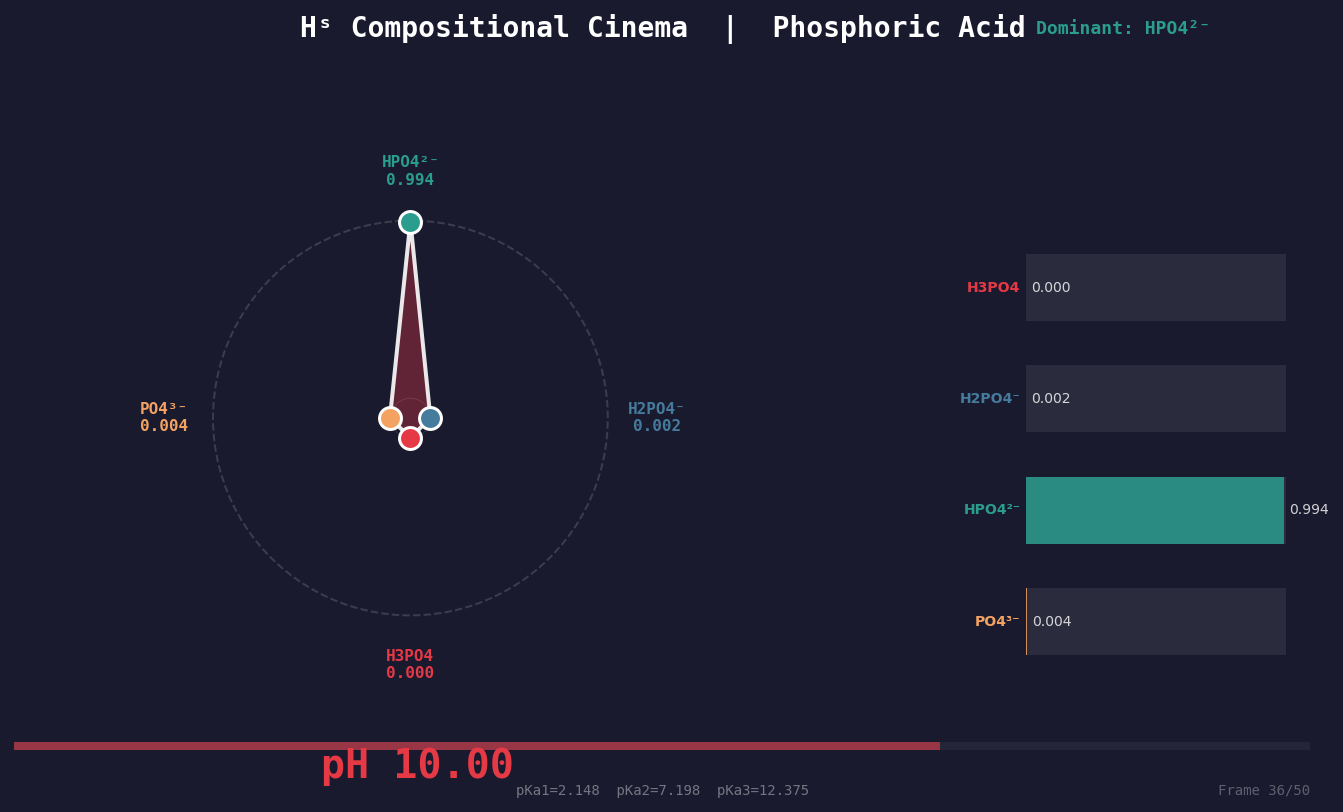 Hˢ Compositional Cinema | Phosphoric Acid
Dominant: HPO4²⁻
HPO4²⁻
0.994
PO4³⁻
0.004
H2PO4⁻
0.002
H3PO4
0.000
H3PO4 0.000
H2PO4⁻ 0.002
HPO4²⁻ 0.994
PO4³⁻ 0.004
pH 10.00
pKa1=2.148 pKa2=7.198 pKa3=12.375
Frame 36/50